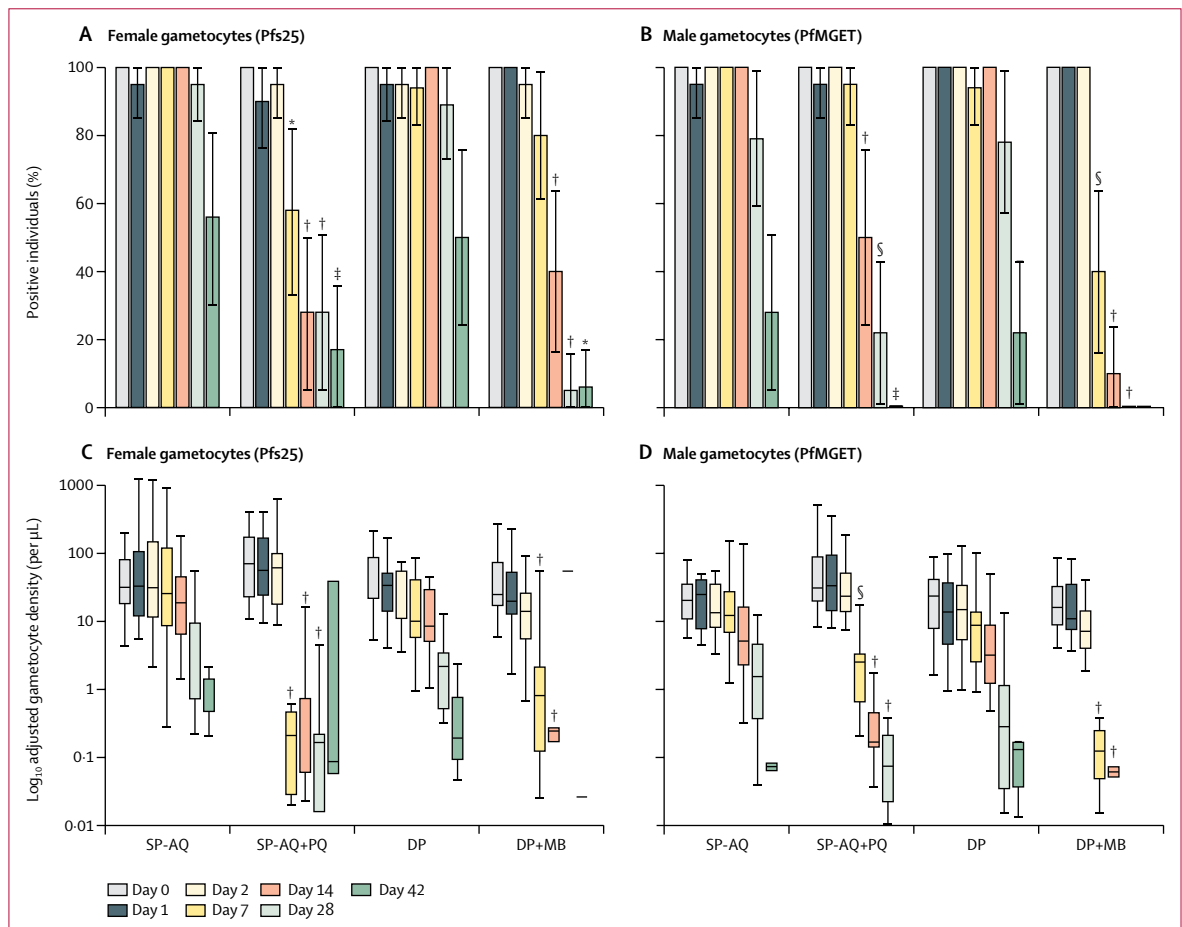 A Female gametocytes (Pfs25)
B Male gametocytes (PfMGET)
Positive individuals (%)
100
80
60
40
20
0
*
†
†
‡
†
†
*
†
§
‡
§
†
†
C Female gametocytes (Pfs25)
D Male gametocytes (PfMGET)
Log₁₀ adjusted gametocyte density (per μL)
1000
100
10
1
0·1
0·01
†
†
†
†
†
§
†
†
†
†
SP-AQ
SP-AQ+PQ
DP
DP+MB
SP-AQ
SP-AQ+PQ
DP
DP+MB
Day 0 Day 2 Day 14 Day 42
Day 1 Day 7 Day 28